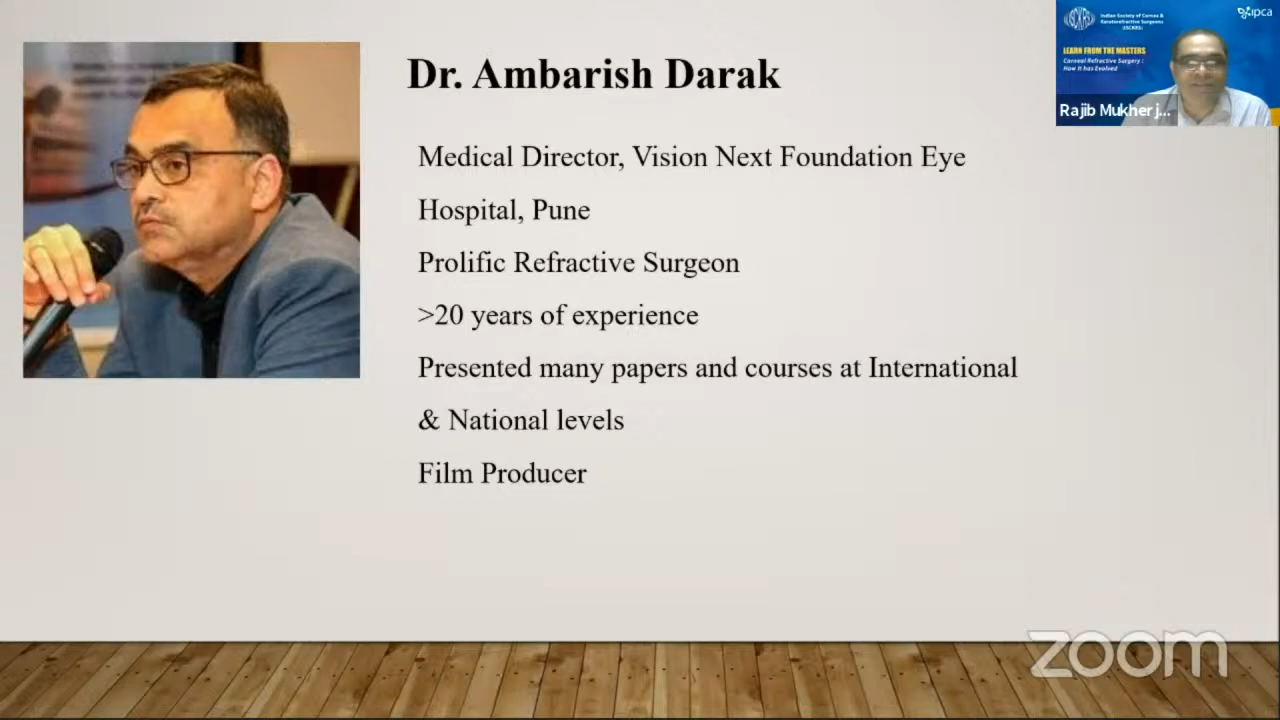 Dr. Ambarish Darak
Medical Director, Vision Next Foundation Eye
Hospital, Pune
Prolific Refractive Surgeon
>20 years of experience
Presented many papers and courses at International
& National levels
Film Producer
Indian Society of Cornea &
Keratorefractive Surgeons
(ISCKRS)
ipca
LEARN FROM THE MASTERS
Corneal Refractive Surgery :
How it has Evolved
Rajib Mukherj...
zoom